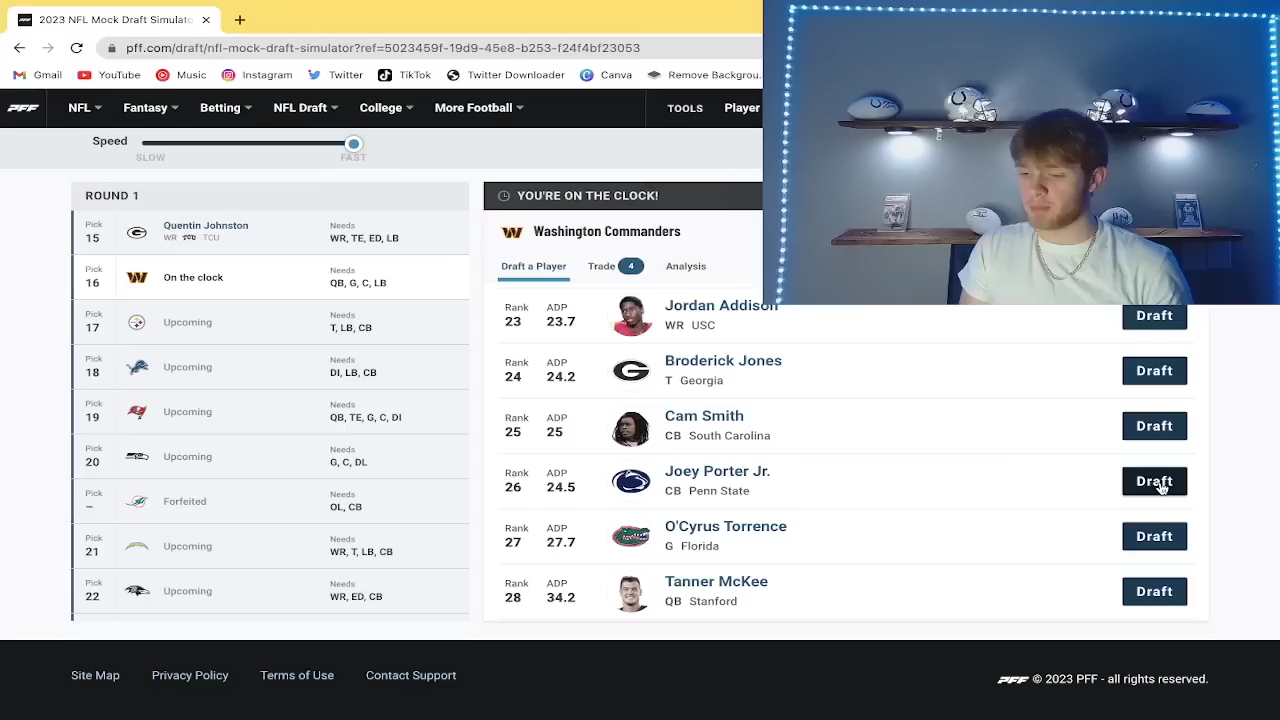 2023 NFL Mock Draft Simulato
pff.com/draft/nfl-mock-draft-simulator?ref=5023459f-19d9-45e8-b253-f24f4bf23053
Gmail YouTube Music Instagram Twitter TikTok Twitter Downloader Canva Remove Backgrou...
PFF NFL Fantasy Betting NFL Draft College More Football TOOLS Player
Speed
SLOW FAST
ROUND 1
Pick 15 Quentin Johnston Needs
WR TCU TCU WR, TE, ED, LB
Pick 16 On the clock Needs
QB, G, C, LB
Pick 17 Upcoming Needs
T, LB, CB
Pick 18 Upcoming Needs
DI, LB, CB
Pick 19 Upcoming Needs
QB, TE, G, C, DI
Pick 20 Upcoming Needs
G, C, DL
Pick – Forfeited Needs
OL, CB
Pick 21 Upcoming Needs
WR, T, LB, CB
Pick 22 Upcoming Needs
WR, ED, CB
YOU'RE ON THE CLOCK!
Washington Commanders
Draft a Player Trade 4 Analysis
Rank 23 ADP 23.7 Jordan Addison Draft
WR USC
Rank 24 ADP 24.2 Broderick Jones Draft
T Georgia
Rank 25 ADP 25 Cam Smith Draft
CB South Carolina
Rank 26 ADP 24.5 Joey Porter Jr. Draft
CB Penn State
Rank 27 ADP 27.7 O'Cyrus Torrence Draft
G Florida
Rank 28 ADP 34.2 Tanner McKee Draft
QB Stanford
Site Map Privacy Policy Terms of Use Contact Support
PFF © 2023 PFF - all rights reserved.